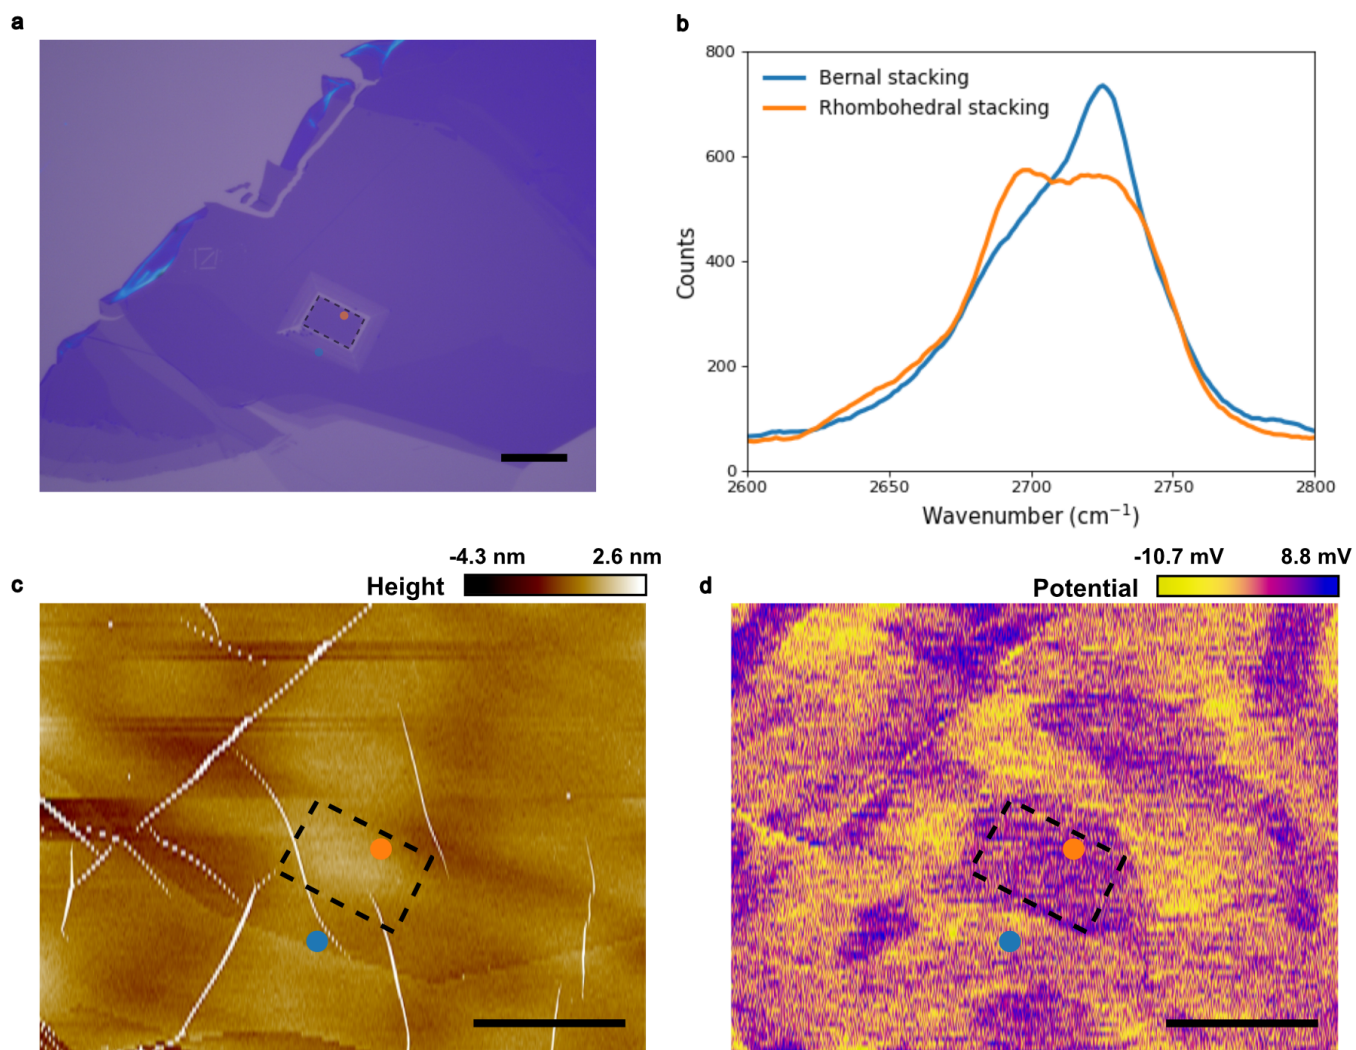 a
b
800
600
400
200
0
Counts
Bernal stacking
Rhombohedral stacking
2600 2650 2700 2750 2800
Wavenumber (cm⁻¹)
c
-4.3 nm 2.6 nm
Height
d
-10.7 mV 8.8 mV
Potential